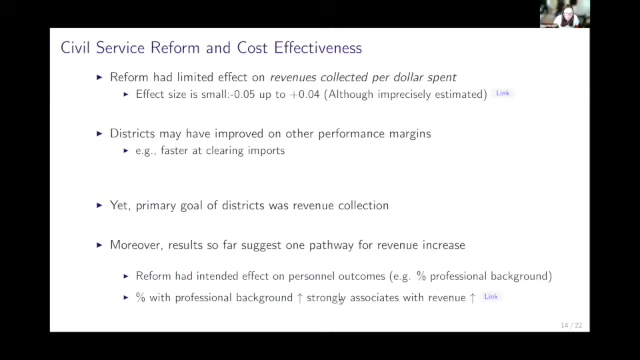 Civil Service Reform and Cost Effectiveness
Reform had limited effect on revenues collected per dollar spent
Effect size is small:-0.05 up to +0.04 (Although imprecisely estimated) Link
Districts may have improved on other performance margins
e.g., faster at clearing imports
Yet, primary goal of districts was revenue collection
Moreover, results so far suggest one pathway for revenue increase
Reform had intended effect on personnel outcomes (e.g. % professional background)
% with professional background ↑ strongly associates with revenue ↑ Link
14 / 22